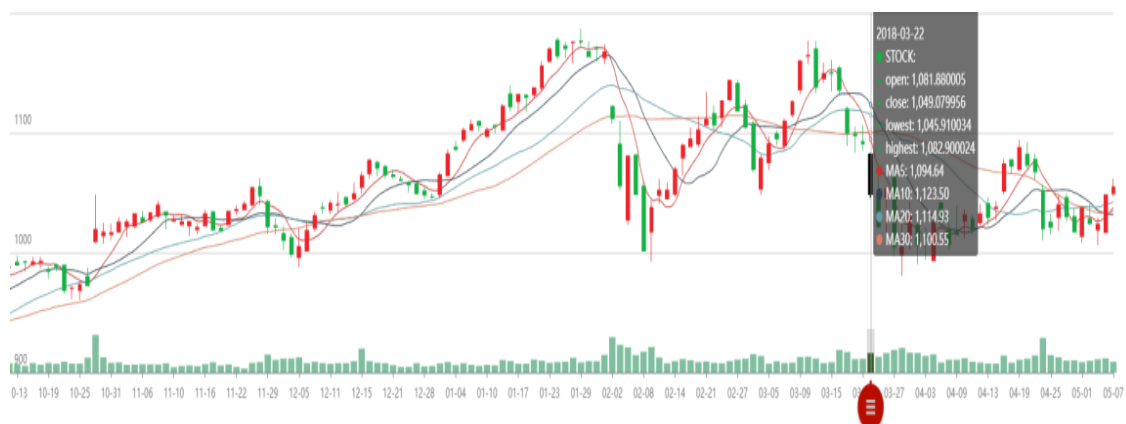 2018-03-22
STOCK:
open: 1,081.880005
close: 1,049.079956
lowest: 1,045.910034
highest: 1,082.900024
MA5: 1,094.64
MA10: 1,123.50
MA20: 1,114.93
MA30: 1,100.55
1100
1000
900
0-13 10-19 10-25 10-31 11-06 11-10 11-16 11-22 11-29 12-05 12-11 12-15 12-21 12-28 01-04 01-10 01-17 01-23 01-29 02-02 02-08 02-14 02-21 02-27 03-05 03-09 03-15 03-27 04-03 04-09 04-13 04-19 04-25 05-01 05-07